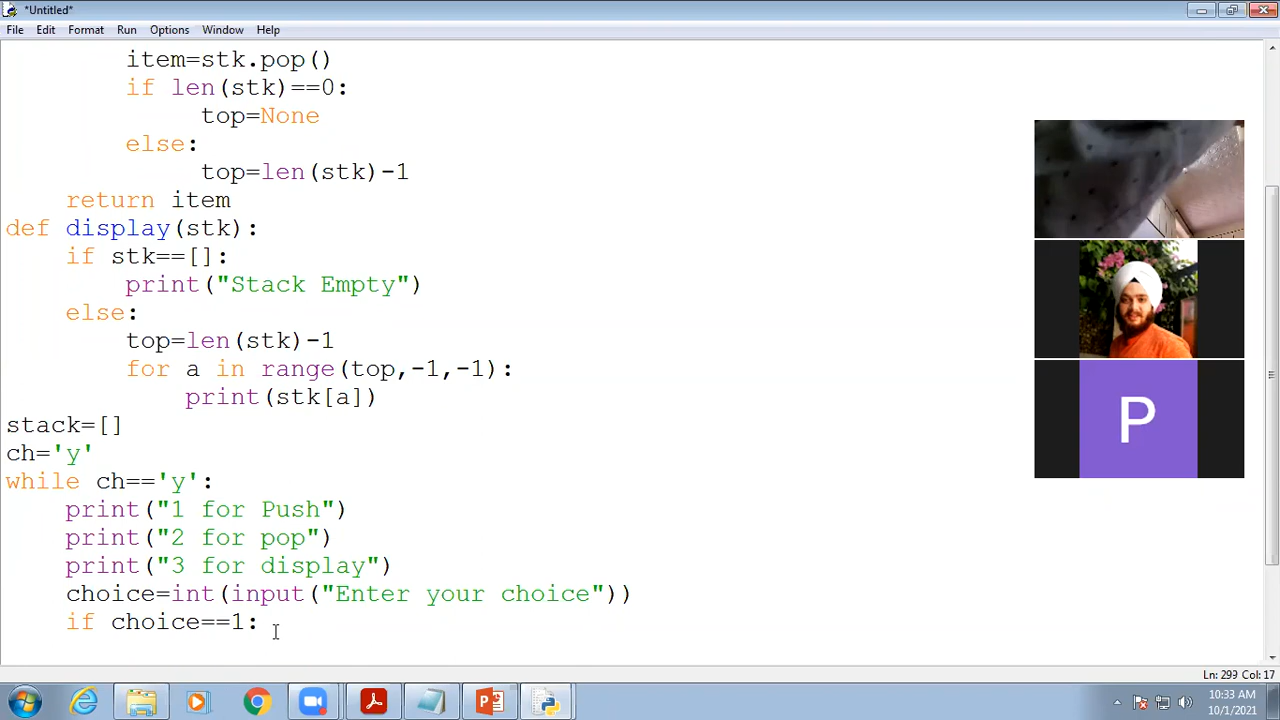 *Untitled*
File Edit Format Run Options Window Help
item=stk.pop()
if len(stk)==0:
top=None
else:
top=len(stk)-1
return item
def display(stk):
if stk==[]:
print("Stack Empty")
else:
top=len(stk)-1
for a in range(top,-1,-1):
print(stk[a])
stack=[]
ch='y'
while ch=='y':
print("1 for Push")
print("2 for pop")
print("3 for display")
choice=int(input("Enter your choice"))
if choice==1:
P
Ln: 299 Col: 17
10:33 AM
10/1/2021